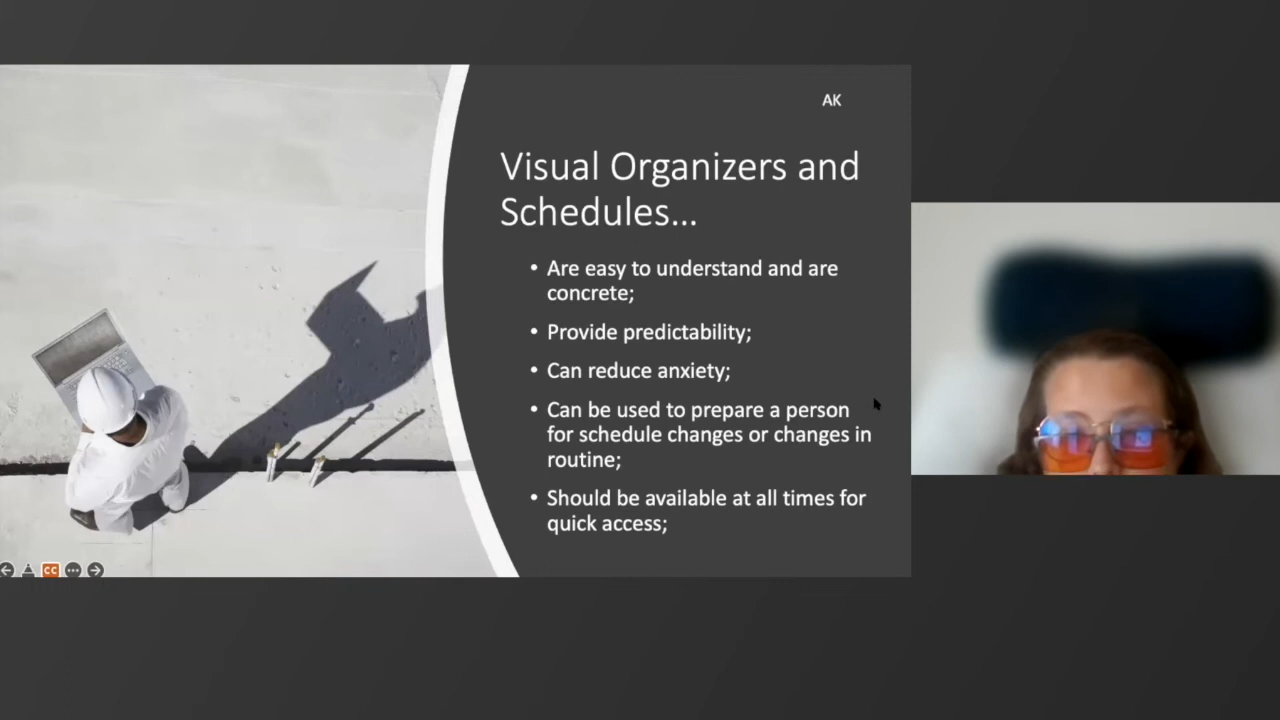 AK
Visual Organizers and
Schedules...
• Are easy to understand and are
concrete;
• Provide predictability;
• Can reduce anxiety;
• Can be used to prepare a person
for schedule changes or changes in
routine;
• Should be available at all times for
quick access;
CC